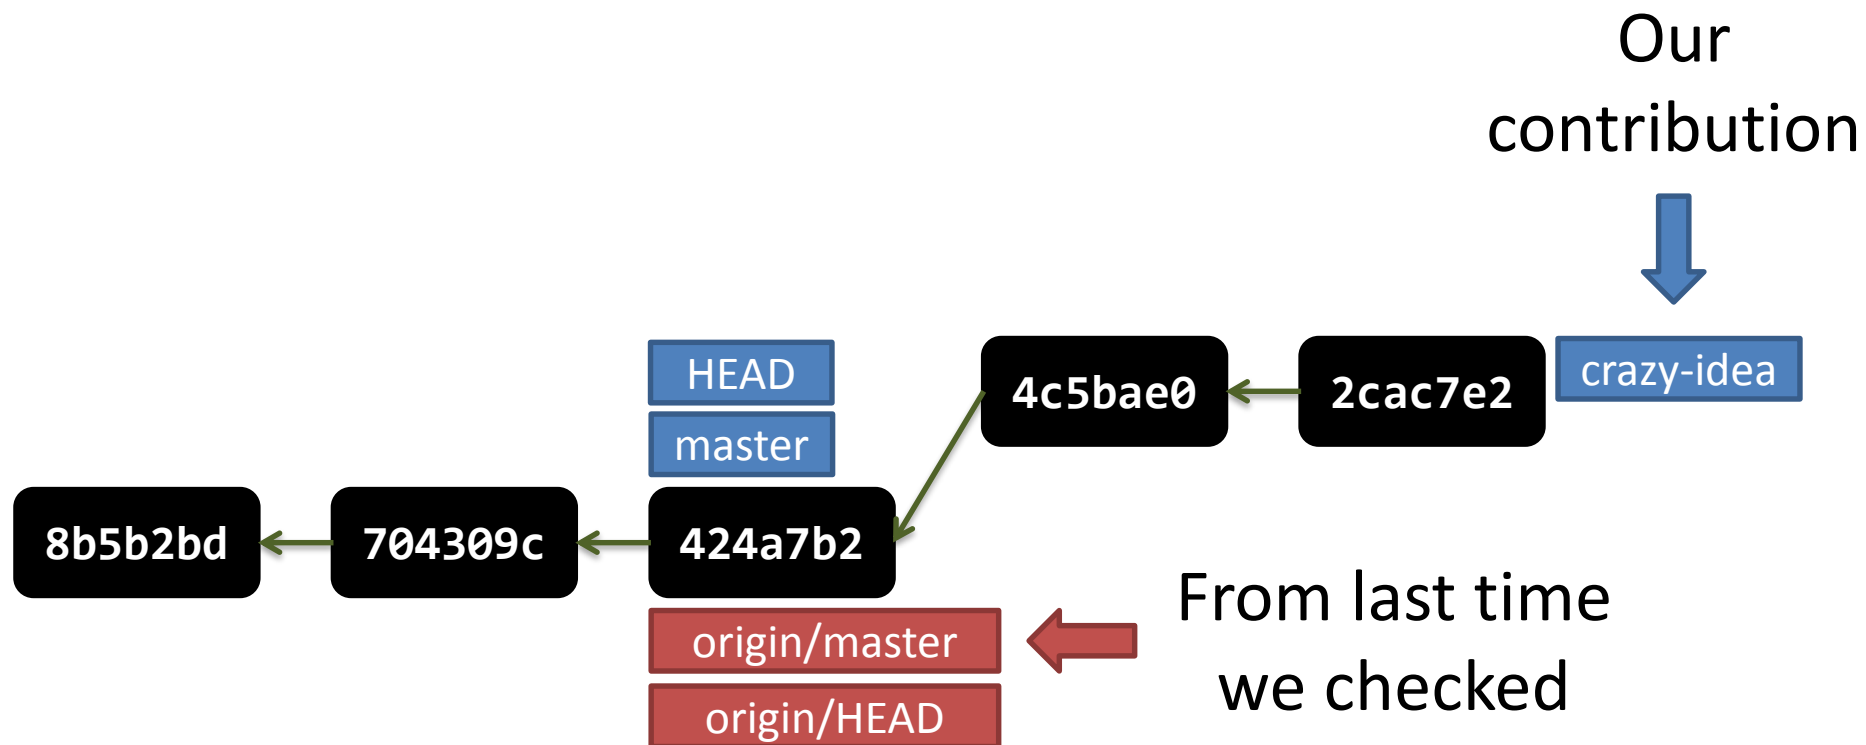 Our
contribution
HEAD
master
4c5bae0
2cac7e2
crazy-idea
8b5b2bd
704309c
424a7b2
origin/master
origin/HEAD
From last time
we checked